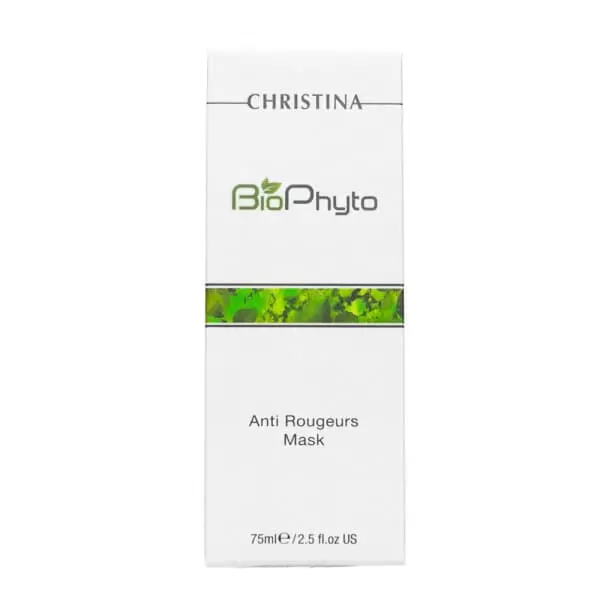 CHRISTINA
BioPhyto
Anti Rougeurs
Mask
75ml℮/2.5 fl.oz US